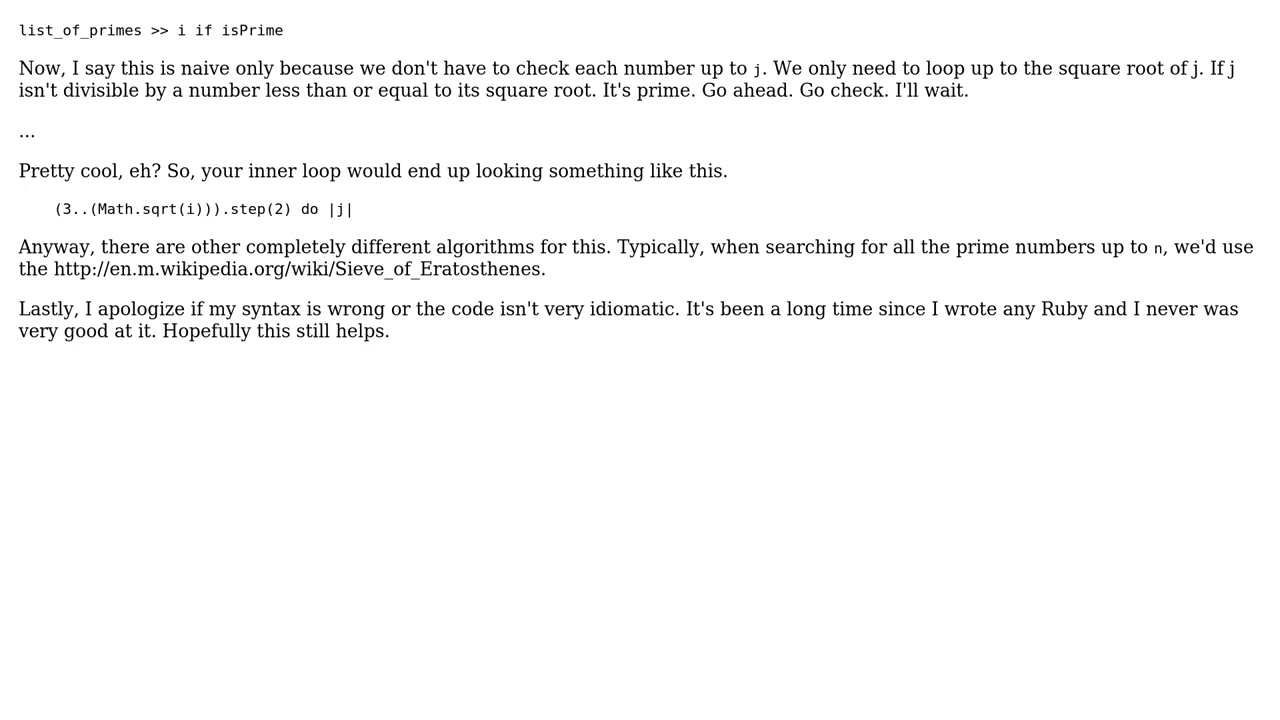 list_of_primes >> i if isPrime
Now, I say this is naive only because we don't have to check each number up to j. We only need to loop up to the square root of j. If j
isn't divisible by a number less than or equal to its square root. It's prime. Go ahead. Go check. I'll wait.
...
Pretty cool, eh? So, your inner loop would end up looking something like this.
(3..(Math.sqrt(i))).step(2) do |j|
Anyway, there are other completely different algorithms for this. Typically, when searching for all the prime numbers up to n, we'd use
the http://en.m.wikipedia.org/wiki/Sieve_of_Eratosthenes.
Lastly, I apologize if my syntax is wrong or the code isn't very idiomatic. It's been a long time since I wrote any Ruby and I never was
very good at it. Hopefully this still helps.